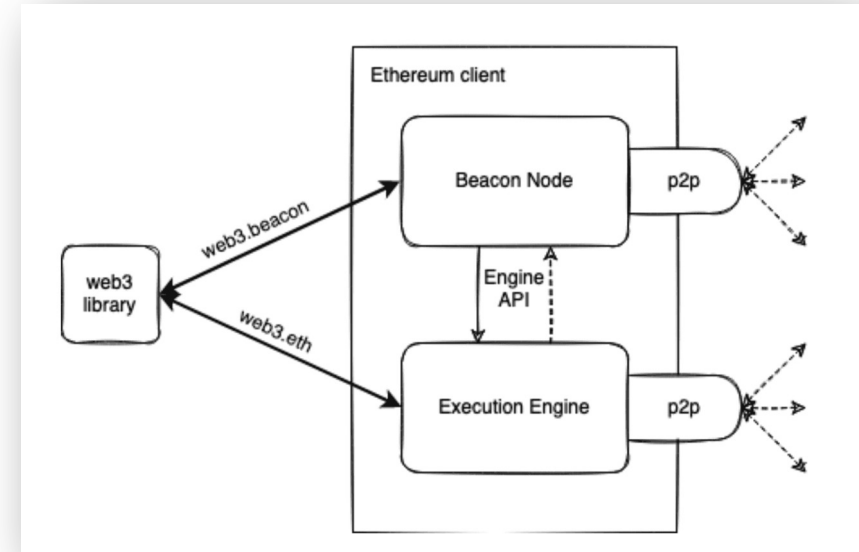 Ethereum client
Beacon Node
p2p
web3.beacon
web3
library
Engine
API
web3.eth
Execution Engine
p2p